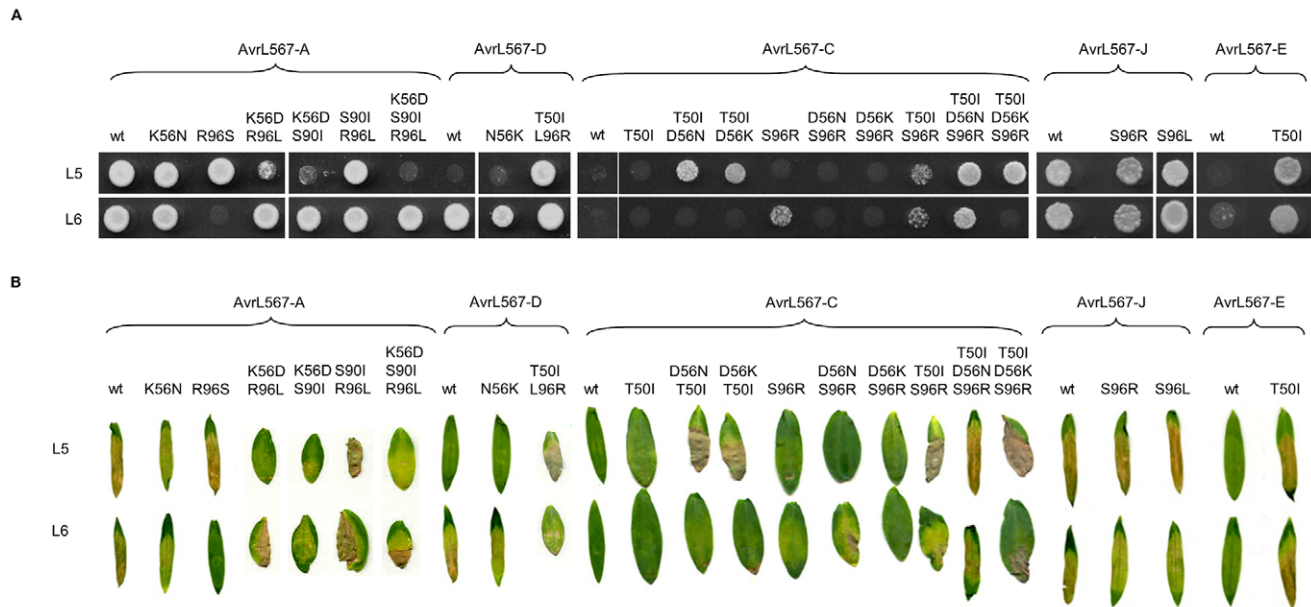 A
AvrL567-A AvrL567-D AvrL567-C AvrL567-J AvrL567-E
K56D T50I T50I
K56D K56D S90I S90I T50I T50I T50I D56N D56K T50I D56N D56K
wt K56N R96S R96L S90I R96L R96L wt N56K L96R wt T50I D56N D56K S96R S96R S96R S96R S96R S96R wt S96R S96L wt T50I
L5
L6
B
AvrL567-A AvrL567-D AvrL567-C AvrL567-J AvrL567-E
K56D T50I T50I
K56D K56D S90I S90I T50I D56N D56K D56N D56K T50I D56N D56K
wt K56N R96S R96L S90I R96L R96L wt N56K L96R wt T50I T50I T50I S96R S96R S96R S96R S96R S96R wt S96R S96L wt T50I
L5
L6